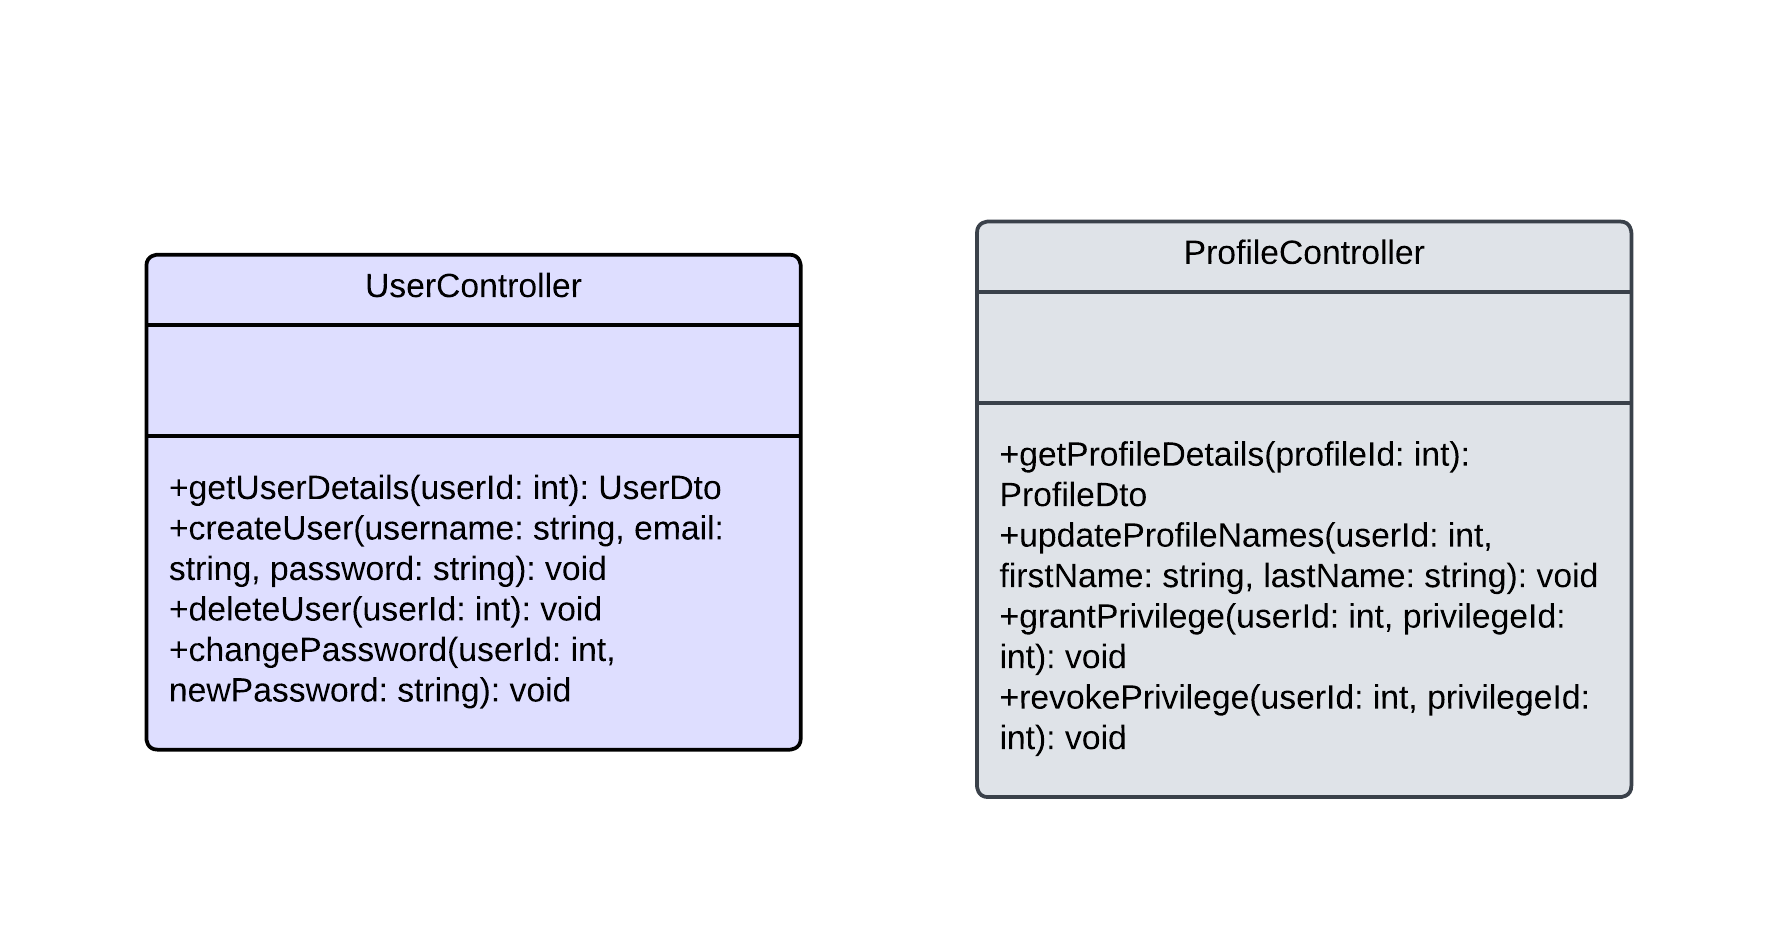 UserController
+getUserDetails(userId: int): UserDto
+createUser(username: string, email:
string, password: string): void
+deleteUser(userId: int): void
+changePassword(userId: int,
newPassword: string): void
ProfileController
+getProfileDetails(profileId: int):
ProfileDto
+updateProfileNames(userId: int,
firstName: string, lastName: string): void
+grantPrivilege(userId: int, privilegeId:
int): void
+revokePrivilege(userId: int, privilegeId:
int): void